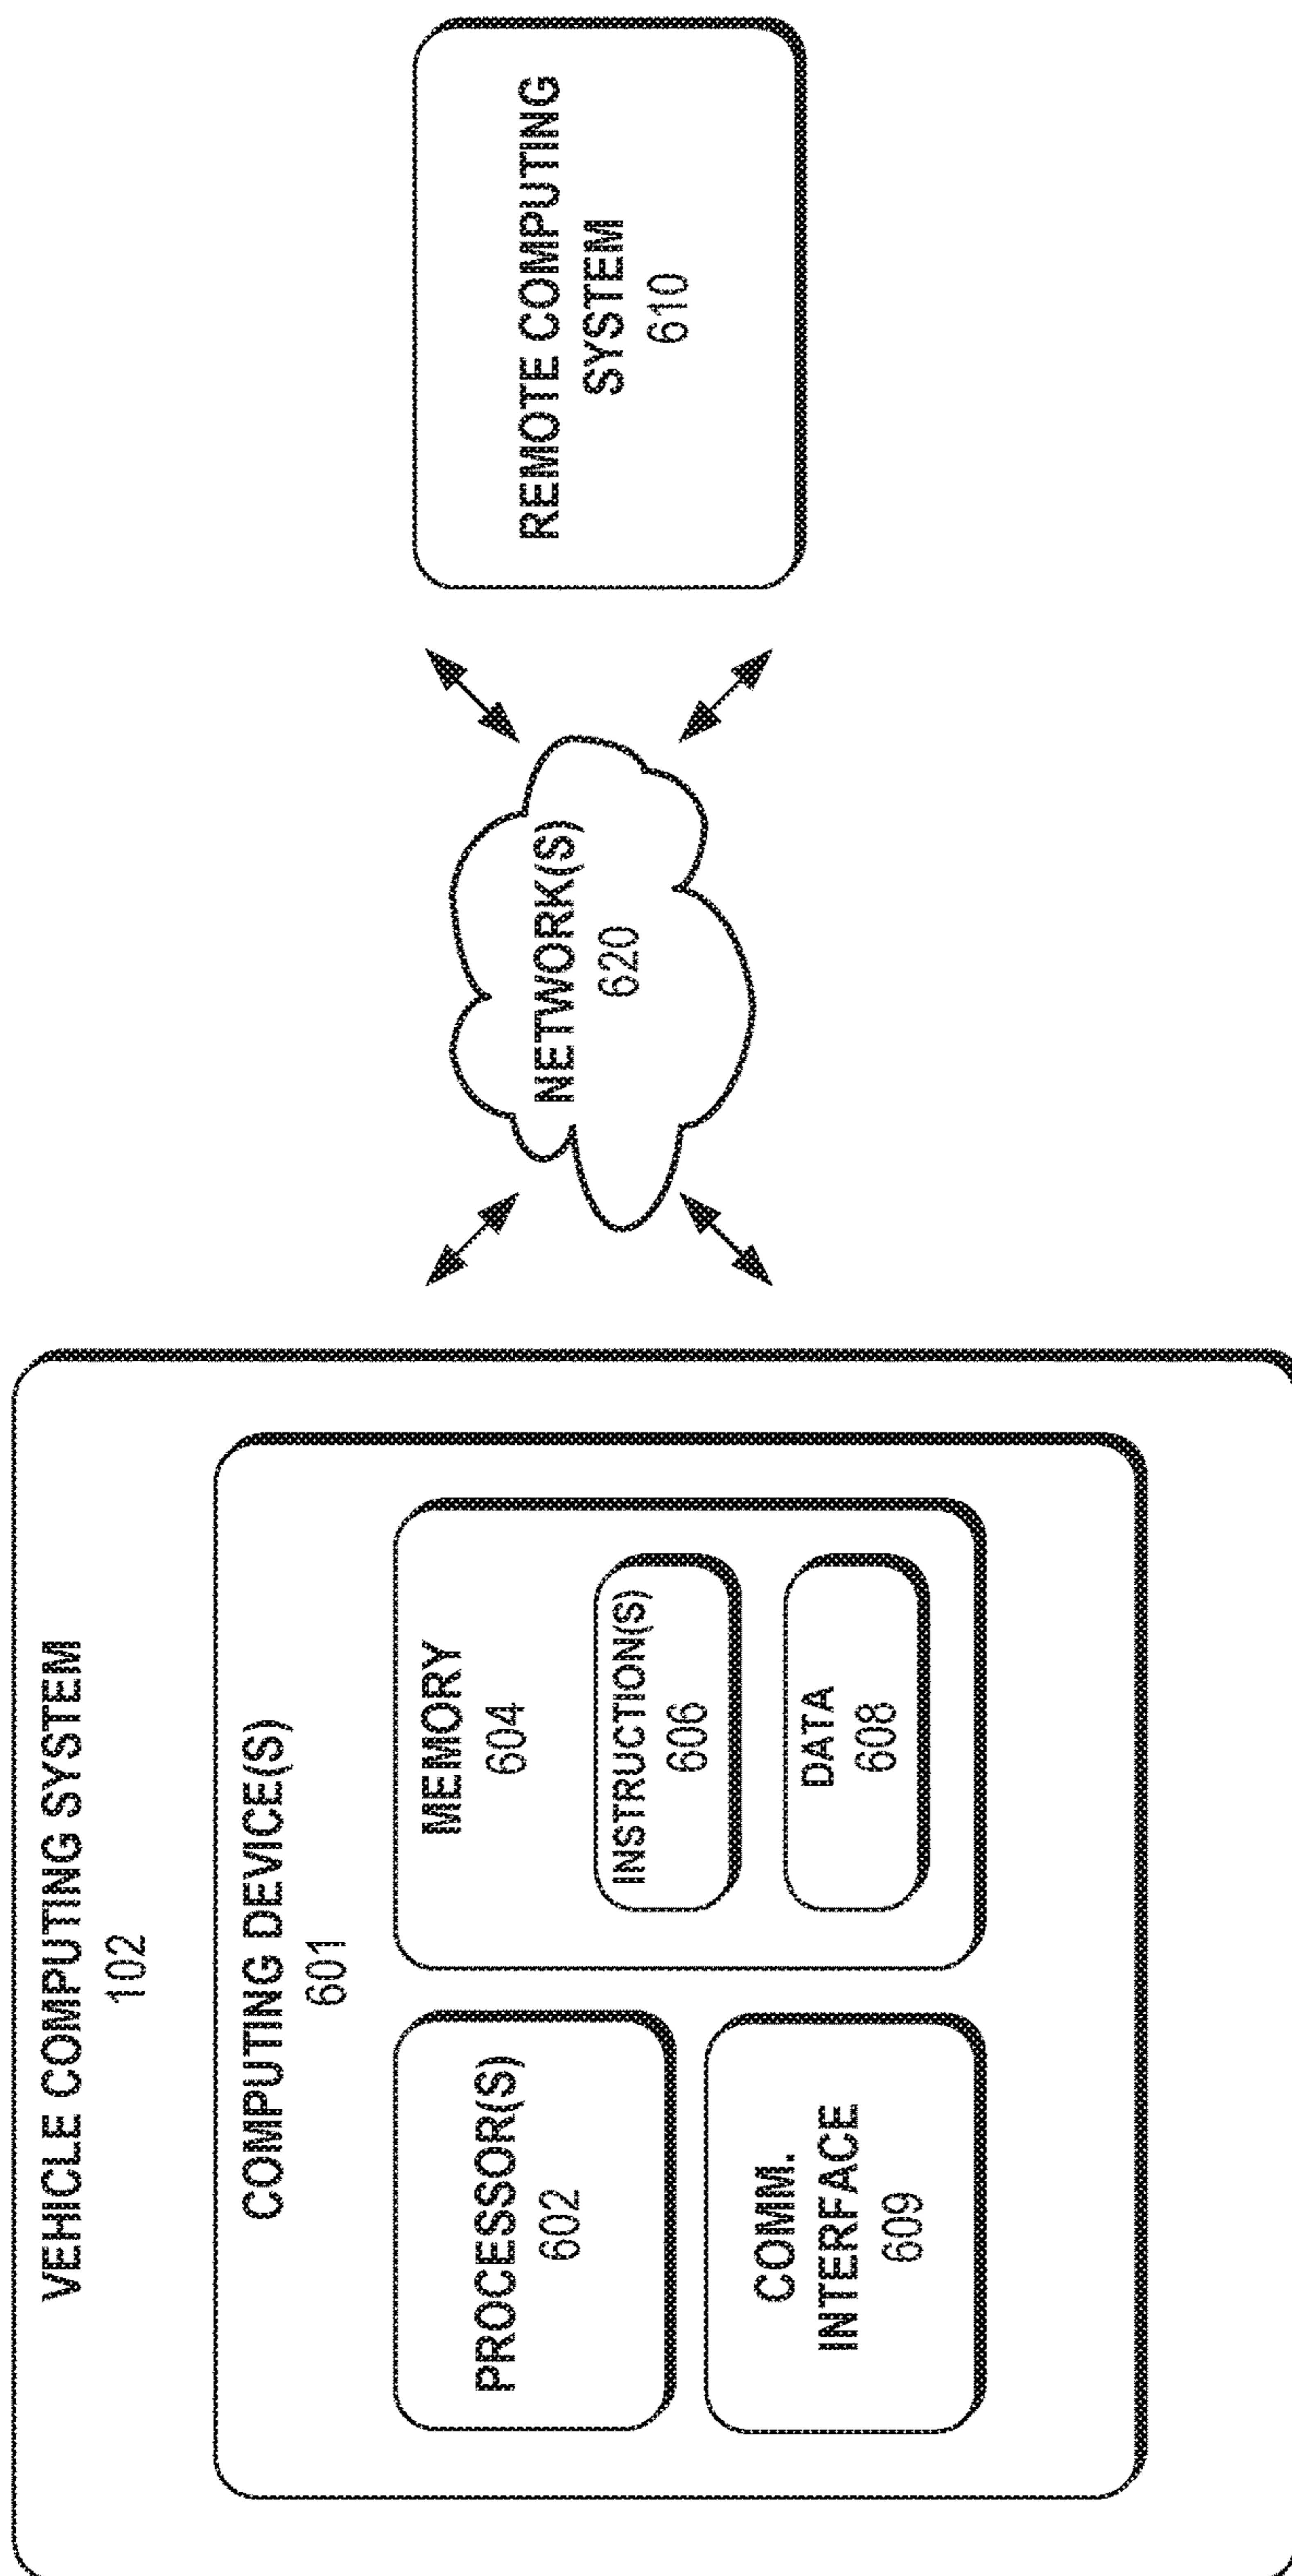 VEHICLE COMPUTING SYSTEM
102
COMPUTING DEVICE(S)
601
PROCESSOR(S)
602
COMM.
INTERFACE
609
MEMORY
604
INSTRUCTION(S)
606
DATA
608
NETWORK(S)
620
REMOTE COMPUTING
SYSTEM
610